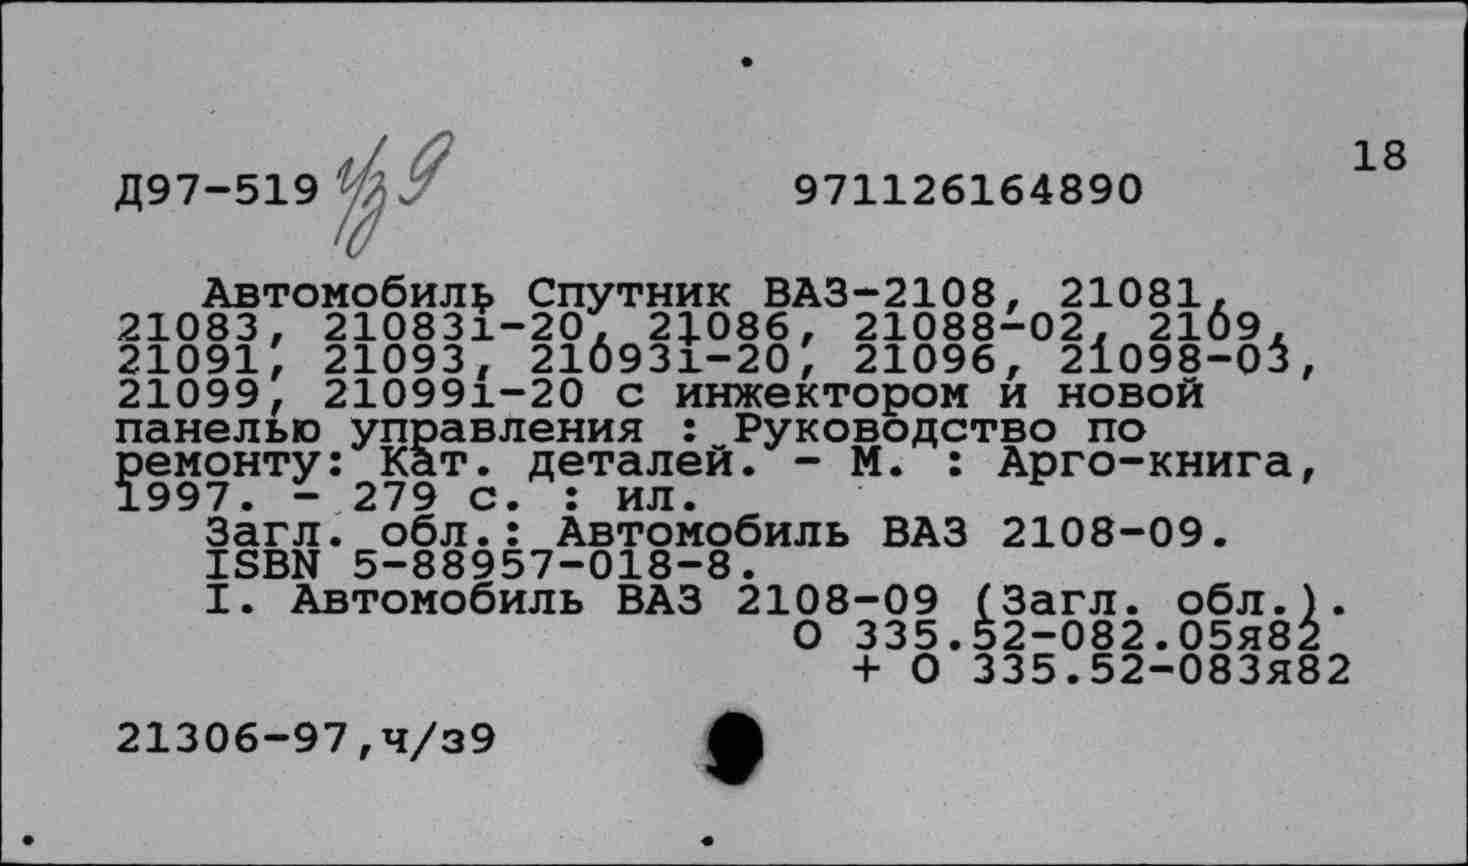 18
Д97-519 ч/з 9 971126164890
Автомобиль Спутник ВАЗ-2108, 21081,
21083, 21083i-20, 21086, 21088-02, 2109,
21091, 21093, 21093i-20, 21096, 21098-03,
21099, 21099i-20 с инжектором и новой
панелью управления : Руководство по
ремонту: Кат. деталей. - М. : Арго-книга,
1997. - 279 с. : ил.
Загл. обл.: Автомобиль ВАЗ 2108-09.
ISBN 5-88957-018-8.
I. Автомобиль ВАЗ 2108-09 (Загл. обл.).
О 335.52-082.05я82
+ О 335.52-083я82
21306-97,ч/з9